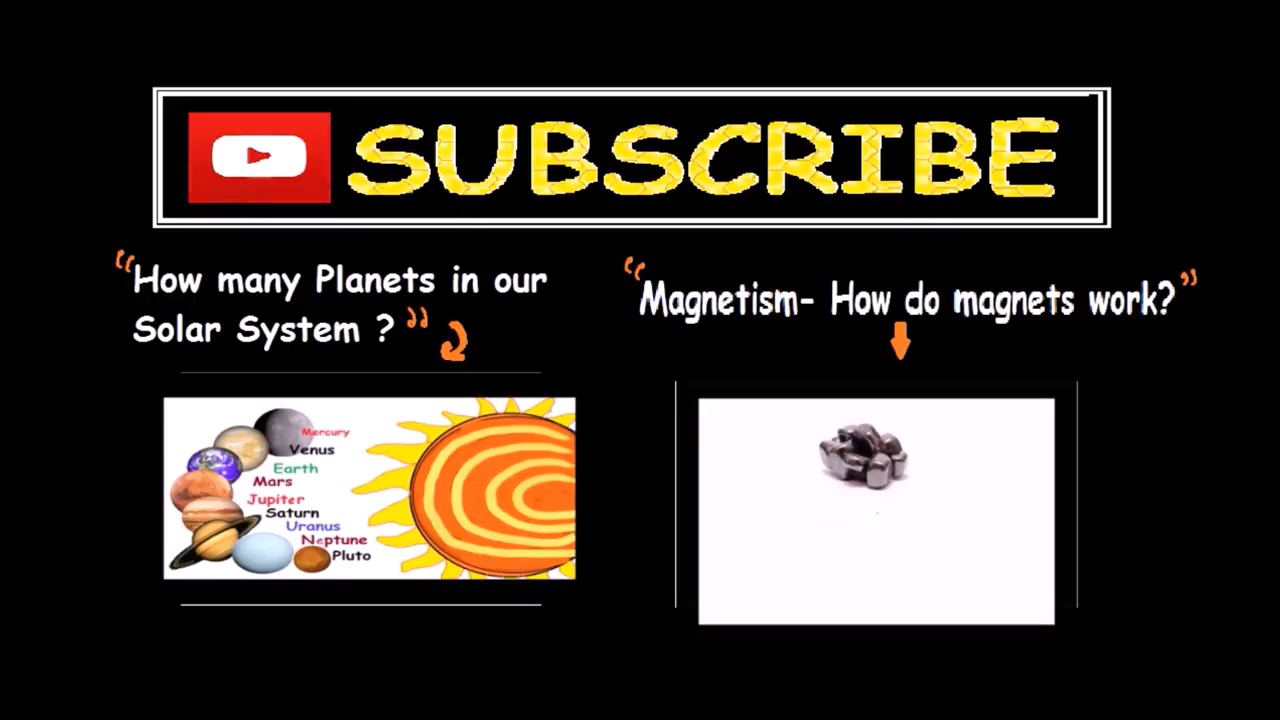 SUBSCRIBE
“How many Planets in our
Solar System ?”
“Magnetism- How do magnets work?”
Mercury
Venus
Earth
Mars
Jupiter
Saturn
Uranus
Neptune
Pluto